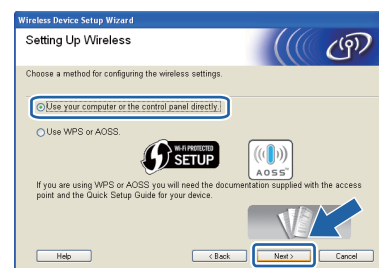 Wireless Device Setup Wizard
Setting Up Wireless
Choose a method for configuring the wireless settings.
Use your computer or the control panel directly.
Use WPS or AOSS.
WI-FI PROTECTED
SETUP
AOSS™
If you are using WPS or AOSS you will need the documentation supplied with the access
point and the Quick Setup Guide for your device.
Help
< Back
Next >
Cancel